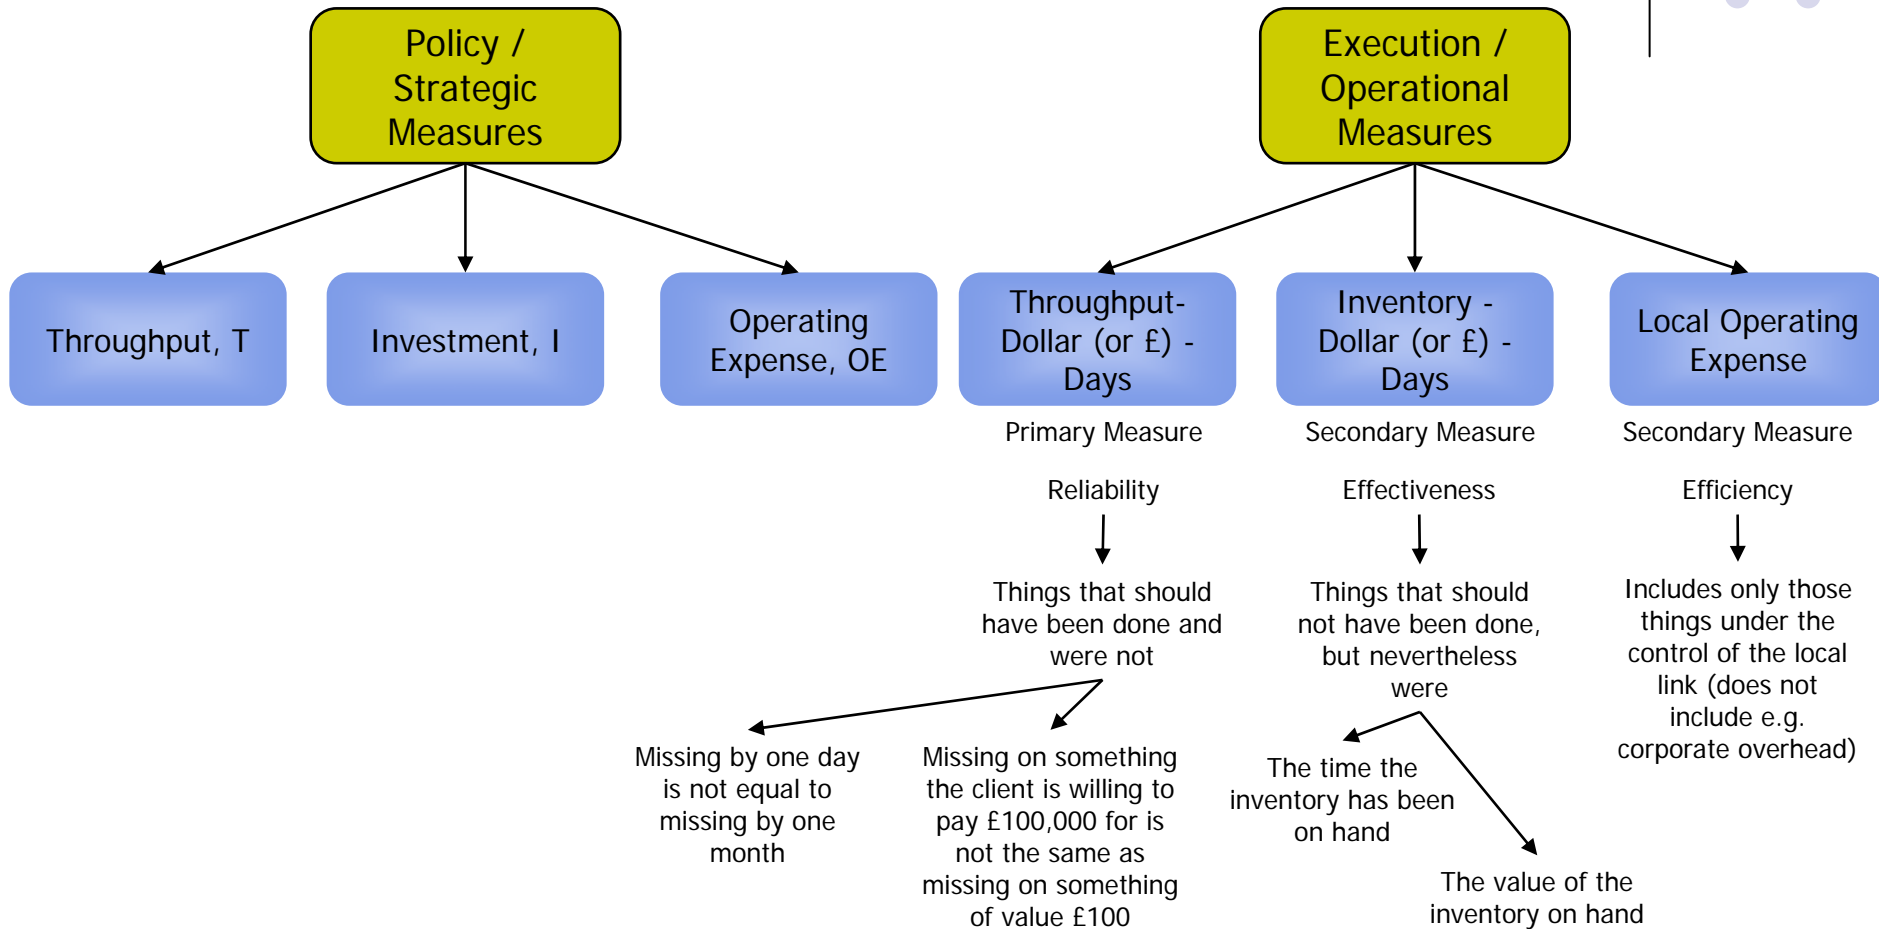 Policy /
Strategic
Measures
Execution /
Operational
Measures
Throughput, T
Investment, I
Operating
Expense, OE
Throughput-
Dollar (or £) -
Days
Inventory -
Dollar (or £) -
Days
Local Operating
Expense
Primary Measure
Secondary Measure
Secondary Measure
Reliability
Effectiveness
Efficiency
Things that should
have been done and
were not
Things that should
not have been done,
but nevertheless
were
Includes only those
things under the
control of the local
link (does not
include e.g.
corporate overhead)
Missing by one day
is not equal to
missing by one
month
Missing on something
the client is willing to
pay £100,000 for is
not the same as
missing on something
of value £100
The time the
inventory has been
on hand
The value of the
inventory on hand